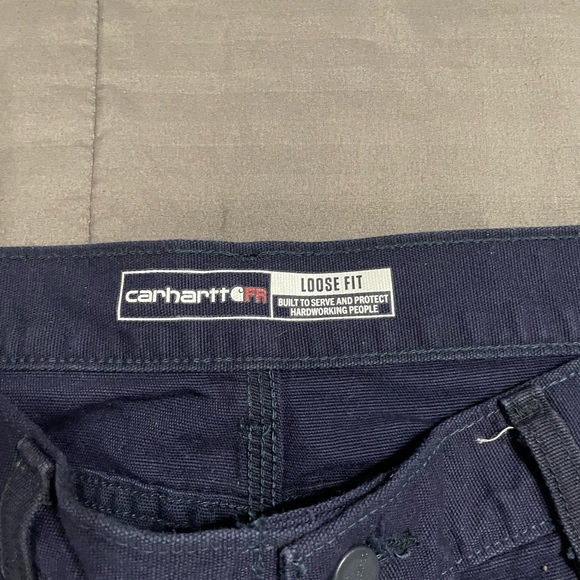 carhartt FR
LOOSE FIT
BUILT TO SERVE AND PROTECT
HARDWORKING PEOPLE